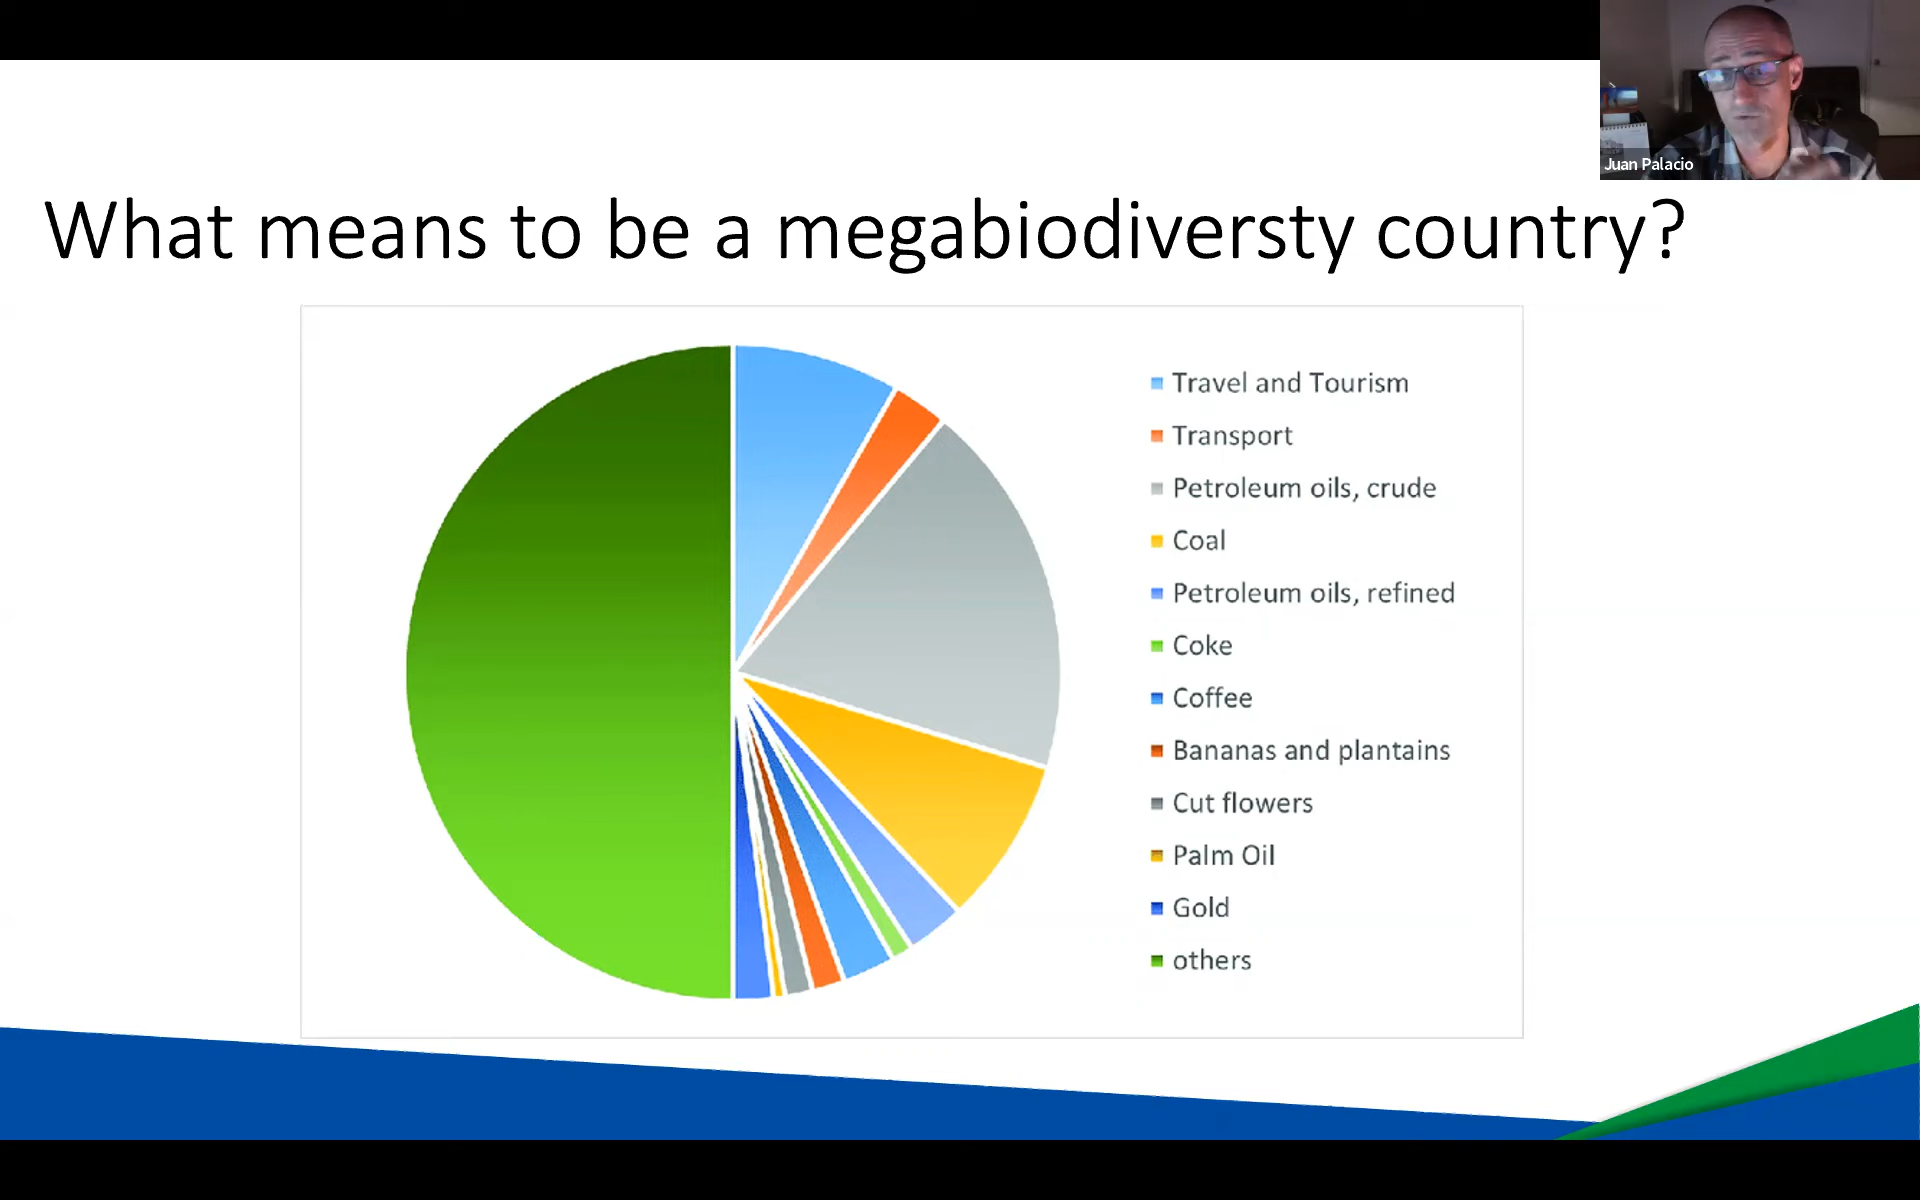 Juan Palacio
What means to be a megabiodiversty country?
Travel and Tourism
Transport
Petroleum oils, crude
Coal
Petroleum oils, refined
Coke
Coffee
Bananas and plantains
Cut flowers
Palm Oil
Gold
others